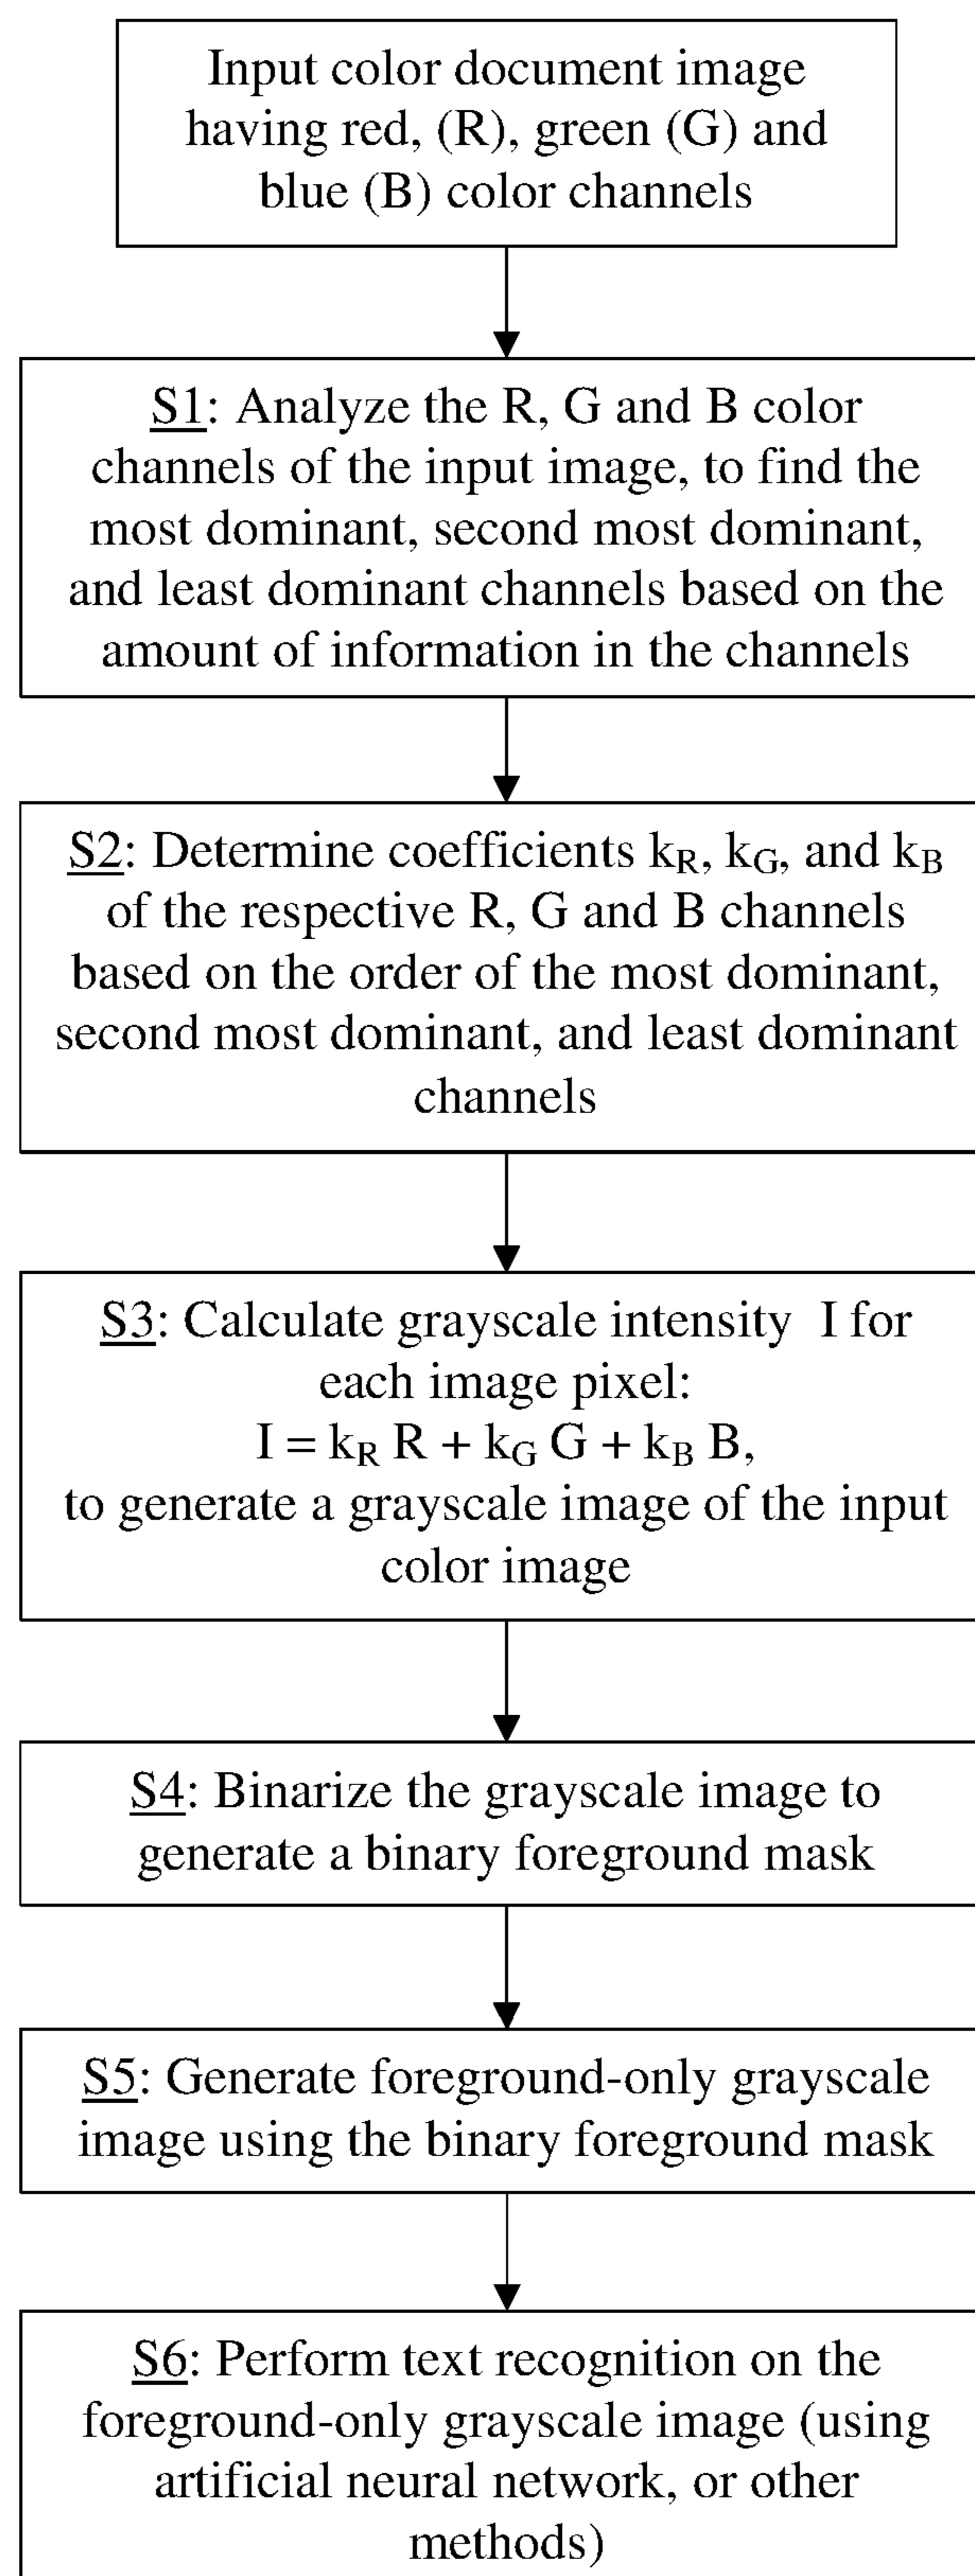 Input color document image
having red, (R), green (G) and
blue (B) color channels
S1: Analyze the R, G and B color
channels of the input image, to find the
most dominant, second most dominant,
and least dominant channels based on the
amount of information in the channels
S2: Determine coefficients kR, kG, and kB
of the respective R, G and B channels
based on the order of the most dominant,
second most dominant, and least dominant
channels
S3: Calculate grayscale intensity I for
each image pixel:
I = kR R + kG G + kB B,
to generate a grayscale image of the input
color image
S4: Binarize the grayscale image to
generate a binary foreground mask
S5: Generate foreground-only grayscale
image using the binary foreground mask
S6: Perform text recognition on the
foreground-only grayscale image (using
artificial neural network, or other
methods)